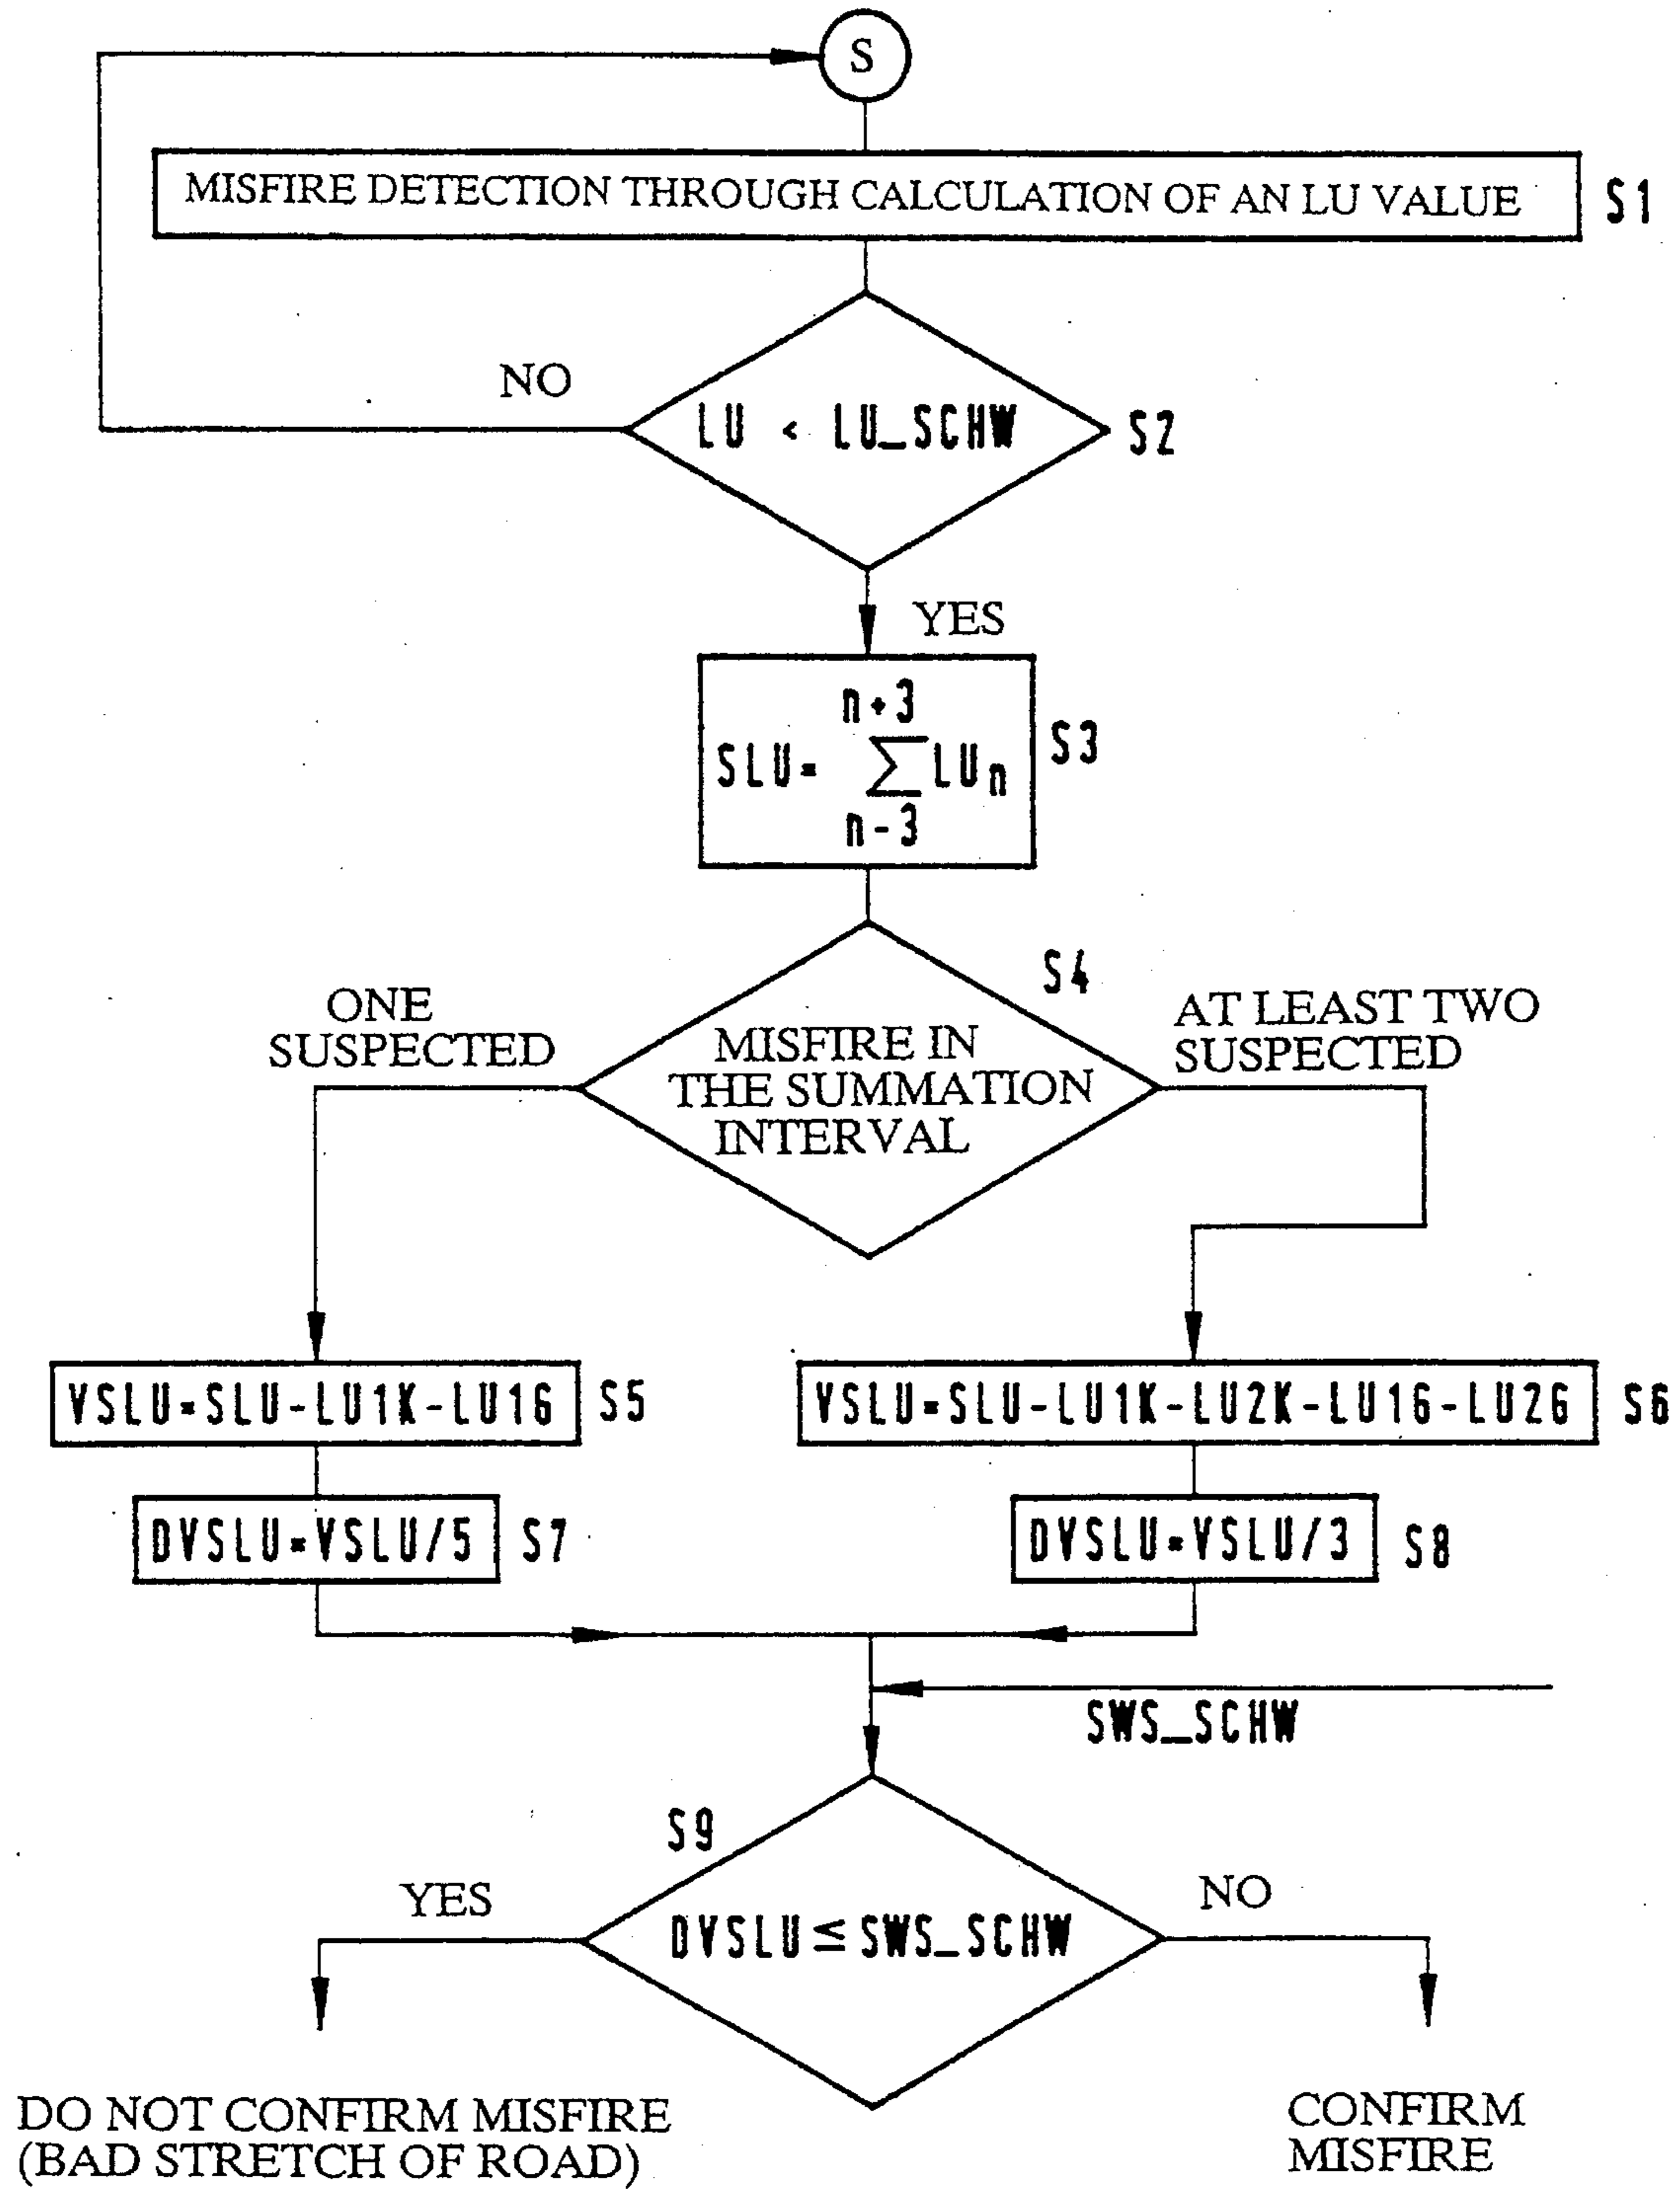 S
MISFIRE DETECTION THROUGH CALCULATION OF AN LU VALUE
S1
NO
LU < LU_SCHW
S2
YES
n+3
SLU= ∑ LUn
n-3
S3
S4
ONE
SUSPECTED
MISFIRE IN
THE SUMMATION
INTERVAL
AT LEAST TWO
SUSPECTED
VSLU=SLU-LU1K-LU1G
S5
VSLU=SLU-LU1K-LU2K-LU1G-LU2G
S6
DVSLU=VSLU/5
S7
DVSLU=VSLU/3
S8
SWS_SCHW
S9
YES
DVSLU≤SWS_SCHW
NO
DO NOT CONFIRM MISFIRE
(BAD STRETCH OF ROAD)
CONFIRM
MISFIRE